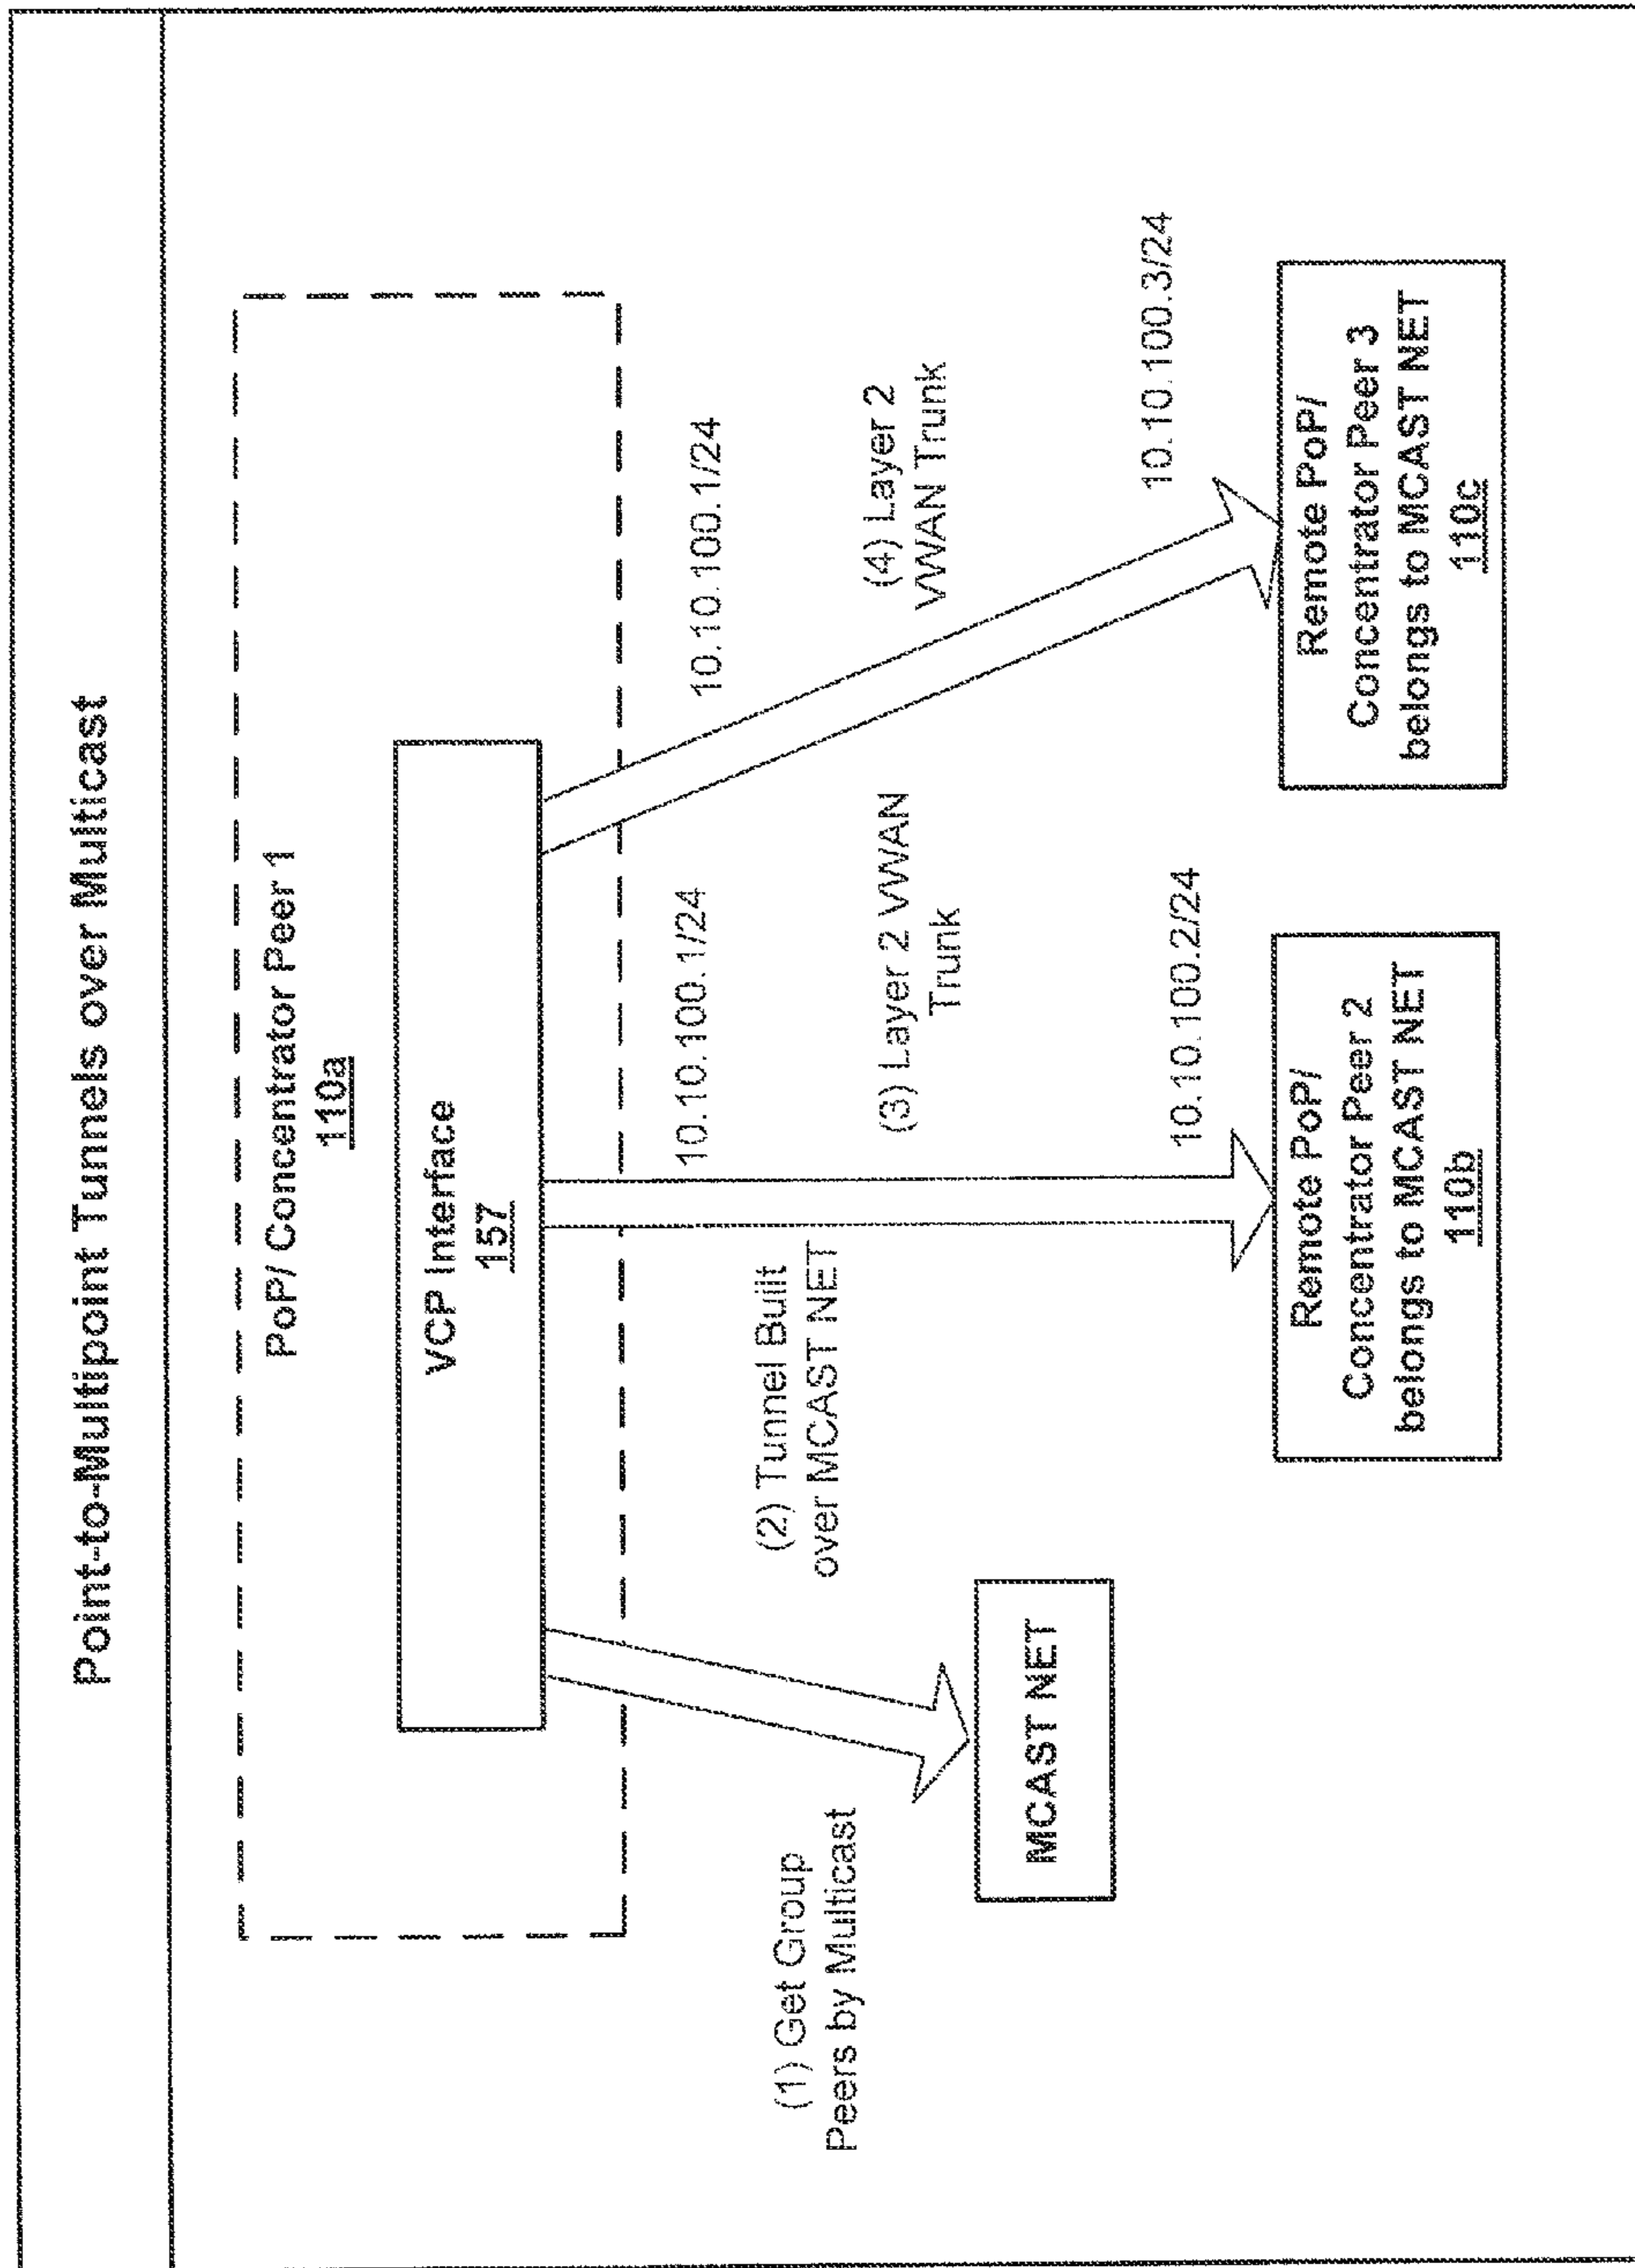 Point-to-Multipoint Tunnels over Multicast
PoP/ Concentrator Peer 1
110a
VCP Interface
157
(1) Get Group
Peers by Multicast
MCAST NET
(2) Tunnel Built
over MCAST NET
10.10.100.1/24
(3) Layer 2 VWAN
Trunk
10.10.100.2/24
Remote PoP/
Concentrator Peer 2
belongs to MCAST NET
110b
10.10.100.1/24
(4) Layer 2
VWAN Trunk
10.10.100.3/24
Remote PoP/
Concentrator Peer 3
belongs to MCAST NET
110c